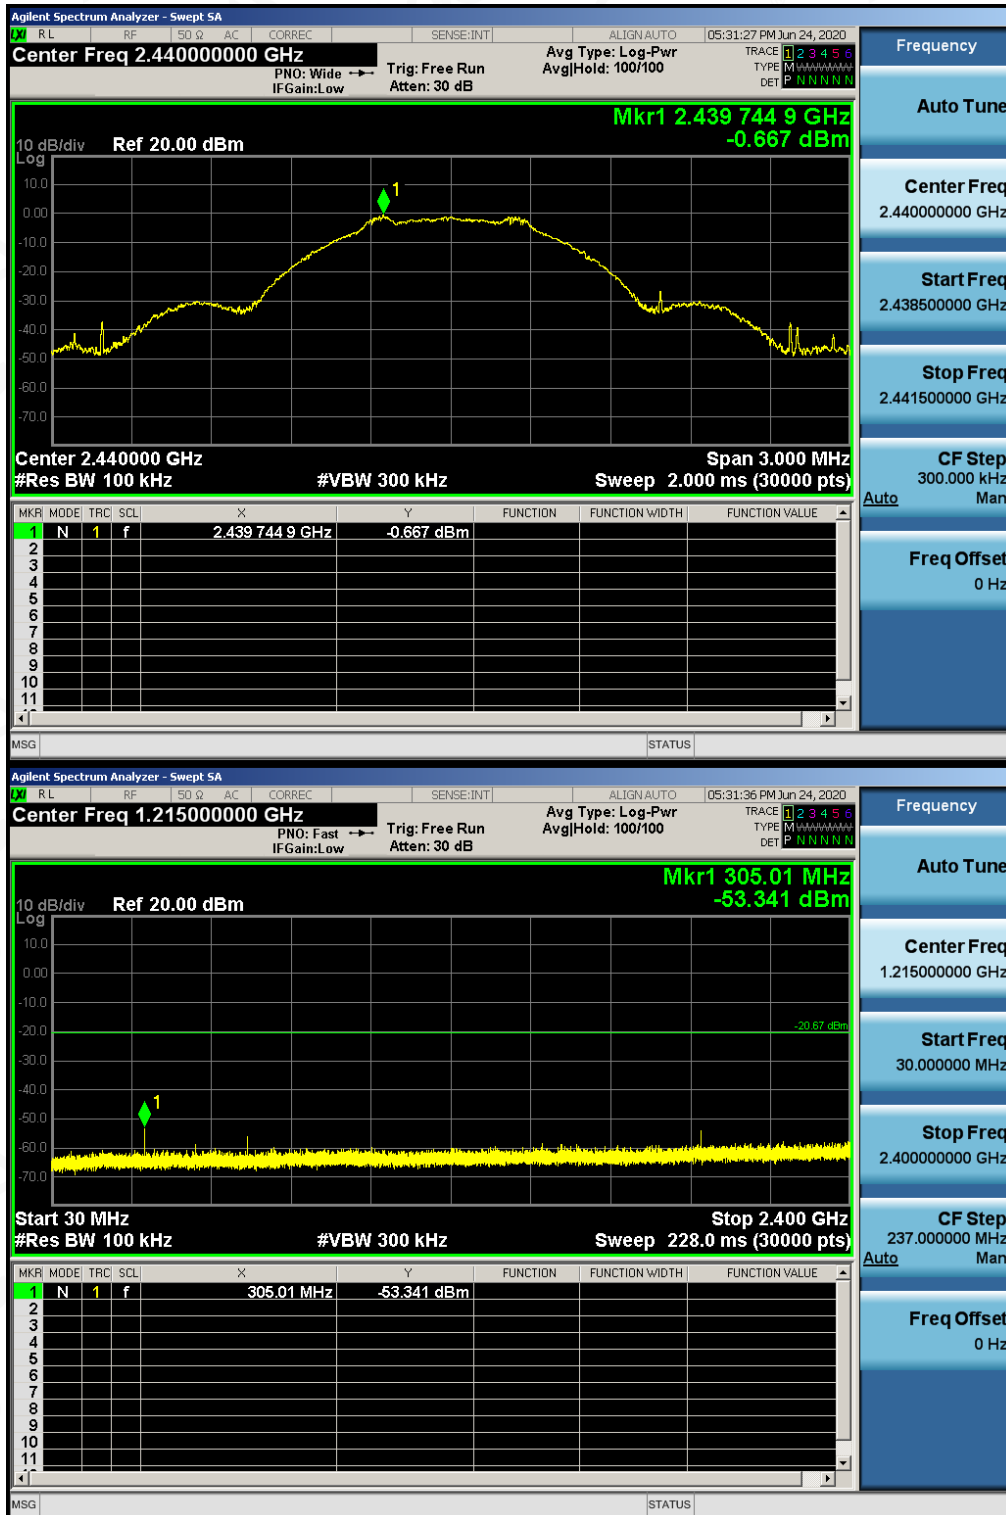 Agilent Spectrum Analyzer - Swept SA
LXI RL RF 50 Ω AC CORREC SENSE:INT ALIGN AUTO 05:31:27 PM Jun 24, 2020
Center Freq 2.440000000 GHz
PNO: Wide
IFGain:Low
Trig: Free Run
Atten: 30 dB
Avg Type: Log-Pwr
Avg|Hold: 100/100
TRACE 1 2 3 4 5 6
TYPE M WWWWW
DET P N N N N N
Mkr1 2.439 744 9 GHz
-0.667 dBm
10 dB/div Ref 20.00 dBm
Log
10.0
0.00
-10.0
-20.0
-30.0
-40.0
-50.0
-60.0
-70.0
1
Center 2.440000 GHz Span 3.000 MHz
#Res BW 100 kHz #VBW 300 kHz Sweep 2.000 ms (30000 pts)
MKR MODE TRC SCL X Y FUNCTION FUNCTION WIDTH FUNCTION VALUE
1 N 1 f 2.439 744 9 GHz -0.667 dBm
2
3
4
5
6
7
8
9
10
11
MSG STATUS
Frequency
Auto Tune
Center Freq
2.440000000 GHz
Start Freq
2.438500000 GHz
Stop Freq
2.441500000 GHz
CF Step
300.000 kHz
Auto Man
Freq Offset
0 Hz
Agilent Spectrum Analyzer - Swept SA
LXI RL RF 50 Ω AC CORREC SENSE:INT ALIGN AUTO 05:31:36 PM Jun 24, 2020
Center Freq 1.215000000 GHz
PNO: Fast
IFGain:Low
Trig: Free Run
Atten: 30 dB
Avg Type: Log-Pwr
Avg|Hold: 100/100
TRACE 1 2 3 4 5 6
TYPE M WWWWW
DET P N N N N N
Mkr1 305.01 MHz
-53.341 dBm
10 dB/div Ref 20.00 dBm
Log
10.0
0.00
-10.0
-20.0
-30.0
-40.0
-50.0
-60.0
-70.0
-20.67 dBm
1
Start 30 MHz Stop 2.400 GHz
#Res BW 100 kHz #VBW 300 kHz Sweep 228.0 ms (30000 pts)
MKR MODE TRC SCL X Y FUNCTION FUNCTION WIDTH FUNCTION VALUE
1 N 1 f 305.01 MHz -53.341 dBm
2
3
4
5
6
7
8
9
10
11
MSG STATUS
Frequency
Auto Tune
Center Freq
1.215000000 GHz
Start Freq
30.000000 MHz
Stop Freq
2.400000000 GHz
CF Step
237.000000 MHz
Auto Man
Freq Offset
0 Hz